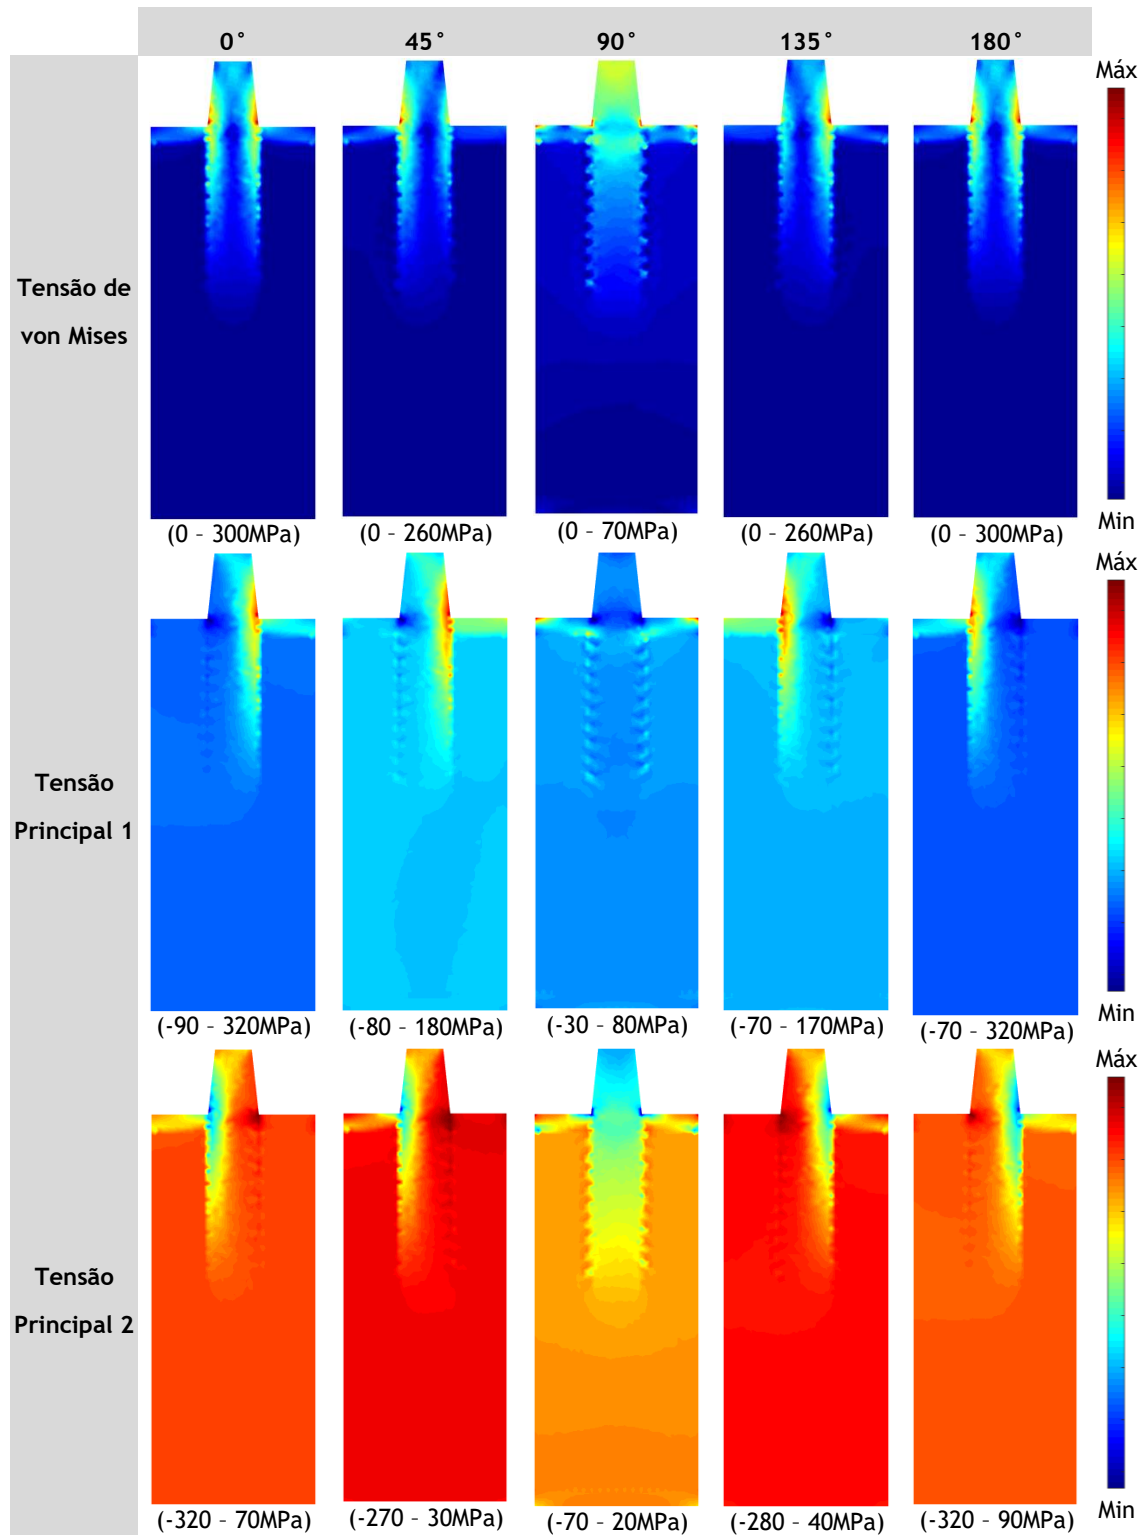 0° 45° 90° 135° 180°
Máx
Tensão de
von Mises
Min
(0 – 300MPa) (0 – 260MPa) (0 – 70MPa) (0 – 260MPa) (0 – 300MPa)
Máx
Tensão
Principal 1
Min
(-90 – 320MPa) (-80 – 180MPa) (-30 – 80MPa) (-70 – 170MPa) (-70 – 320MPa)
Máx
Tensão
Principal 2
Min
(-320 – 70MPa) (-270 – 30MPa) (-70 – 20MPa) (-280 – 40MPa) (-320 – 90MPa)